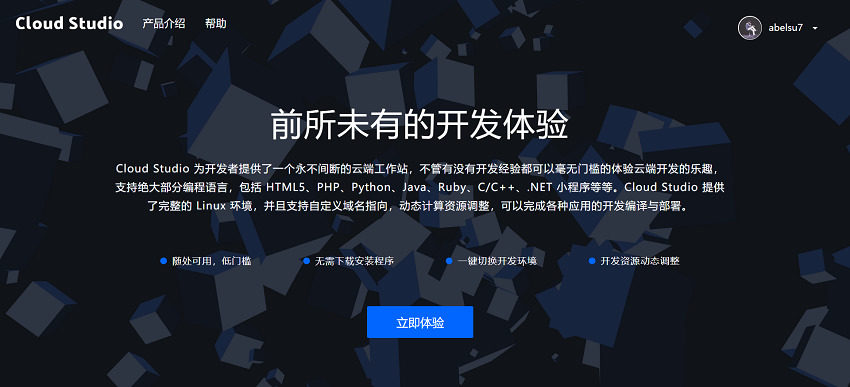 Cloud Studio 产品介绍 帮助 abelsu7
前所未有的开发体验
Cloud Studio 为开发者提供了一个永不间断的云端工作站，不管有没有开发经验都可以毫无门槛的体验云端开发的乐趣，
支持绝大部分编程语言，包括 HTML5、PHP、Python、Java、Ruby、C/C++、.NET 小程序等等。Cloud Studio 提供
了完整的 Linux 环境，并且支持自定义域名指向，动态计算资源调整，可以完成各种应用的开发编译与部署。
随处可用，低门槛 无需下载安装程序 一键切换开发环境 开发资源动态调整
立即体验